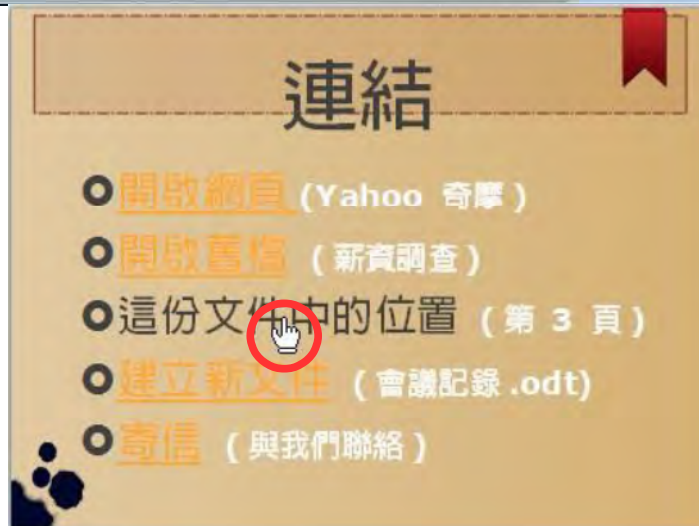 連結
開啟網頁 (Yahoo 奇摩)
開啟舊檔 (薪資調查)
這份文件中的位置 (第 3 頁)
建立新文件 (會議記錄.odt)
寄信 (與我們聯絡)